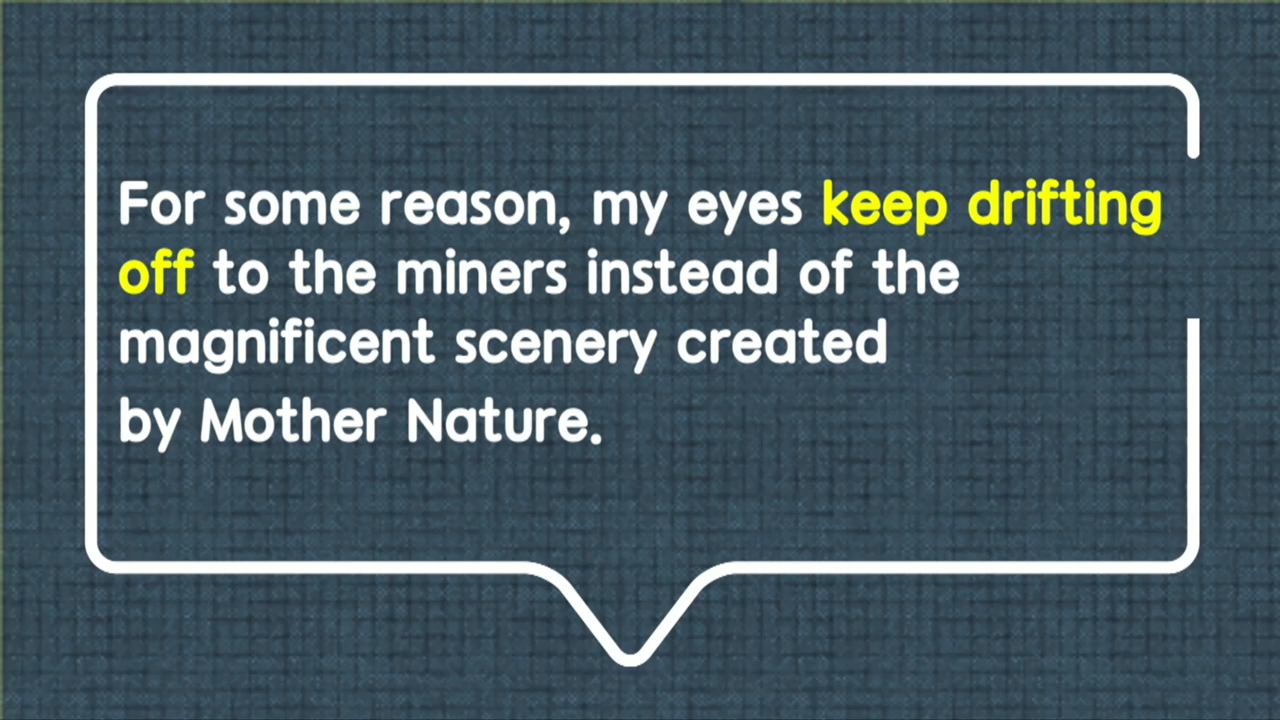 For some reason, my eyes keep drifting
off to the miners instead of the
magnificent scenery created
by Mother Nature.